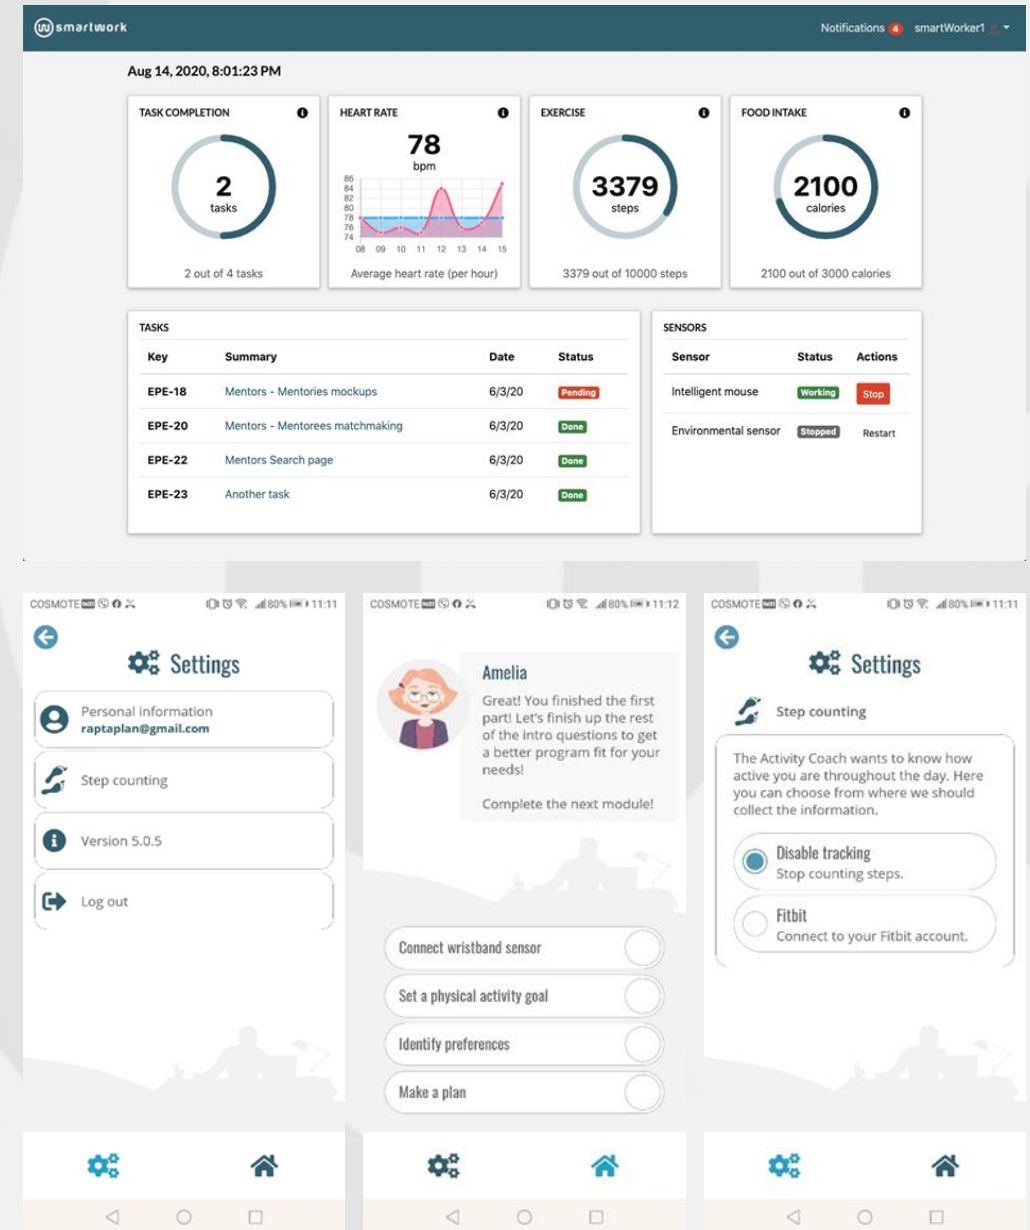 smartwork
Notifications 4 smartWorker1
Aug 14, 2020, 8:01:23 PM
TASK COMPLETION
2
tasks
2 out of 4 tasks
HEART RATE
78
bpm
86
84
82
80
78
76
74
08 09 10 11 12 13 14 15
Average heart rate (per hour)
EXERCISE
3379
steps
3379 out of 10000 steps
FOOD INTAKE
2100
calories
2100 out of 3000 calories
TASKS
Key Summary Date Status
EPE-18 Mentors - Mentories mockups 6/3/20 Pending
EPE-20 Mentors - Mentorees matchmaking 6/3/20 Done
EPE-22 Mentors Search page 6/3/20 Done
EPE-23 Another task 6/3/20 Done
SENSORS
Sensor Status Actions
Intelligent mouse Working Stop
Environmental sensor Stopped Restart
COSMOTE 80% 11:11
Settings
Personal information
raptaplan@gmail.com
Step counting
Version 5.0.5
Log out
COSMOTE 80% 11:12
Amelia
Great! You finished the first
part! Let's finish up the rest
of the intro questions to get
a better program fit for your
needs!
Complete the next module!
Connect wristband sensor
Set a physical activity goal
Identify preferences
Make a plan
COSMOTE 80% 11:11
Settings
Step counting
The Activity Coach wants to know how
active you are throughout the day. Here
you can choose from where we should
collect the information.
Disable tracking
Stop counting steps.
Fitbit
Connect to your Fitbit account.